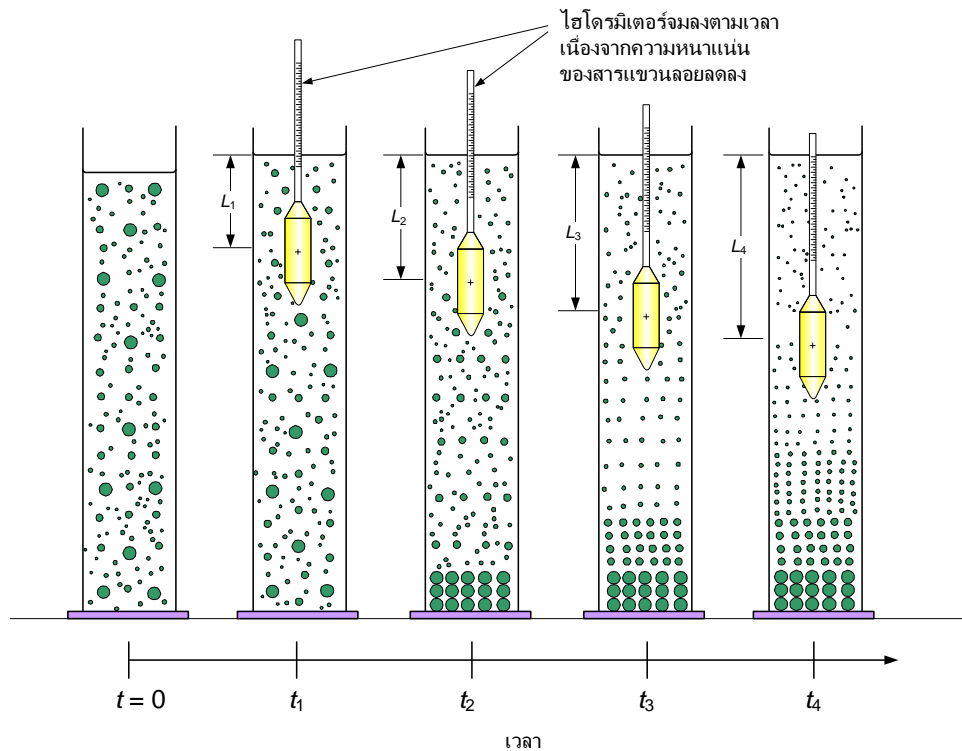 ไฮโดรมิเตอร์จมลงตามเวลา
เนื่องจากความหนาแน่น
ของสารแขวนลอยลดลง
L1
L2
L3
L4
t = 0
t1
t2
t3
t4
เวลา